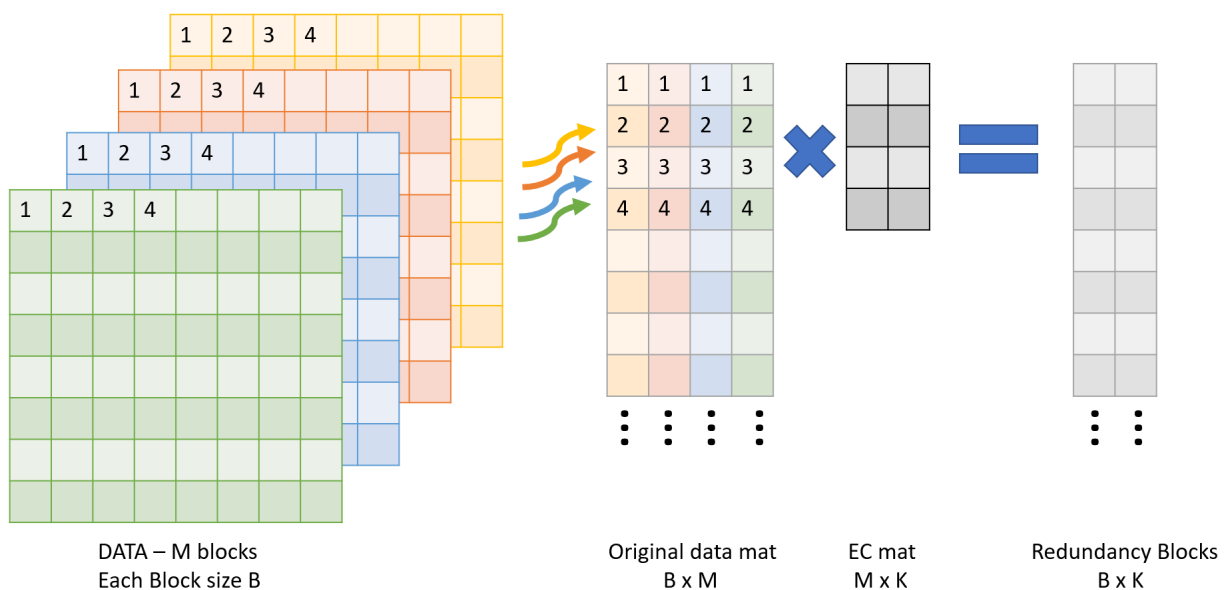 1 2 3 4
1 2 3 4
1 2 3 4
1 2 3 4
1 1 1 1
2 2 2 2
3 3 3 3
4 4 4 4
DATA – M blocks
Each Block size B
Original data mat
B x M
EC mat
M x K
Redundancy Blocks
B x K